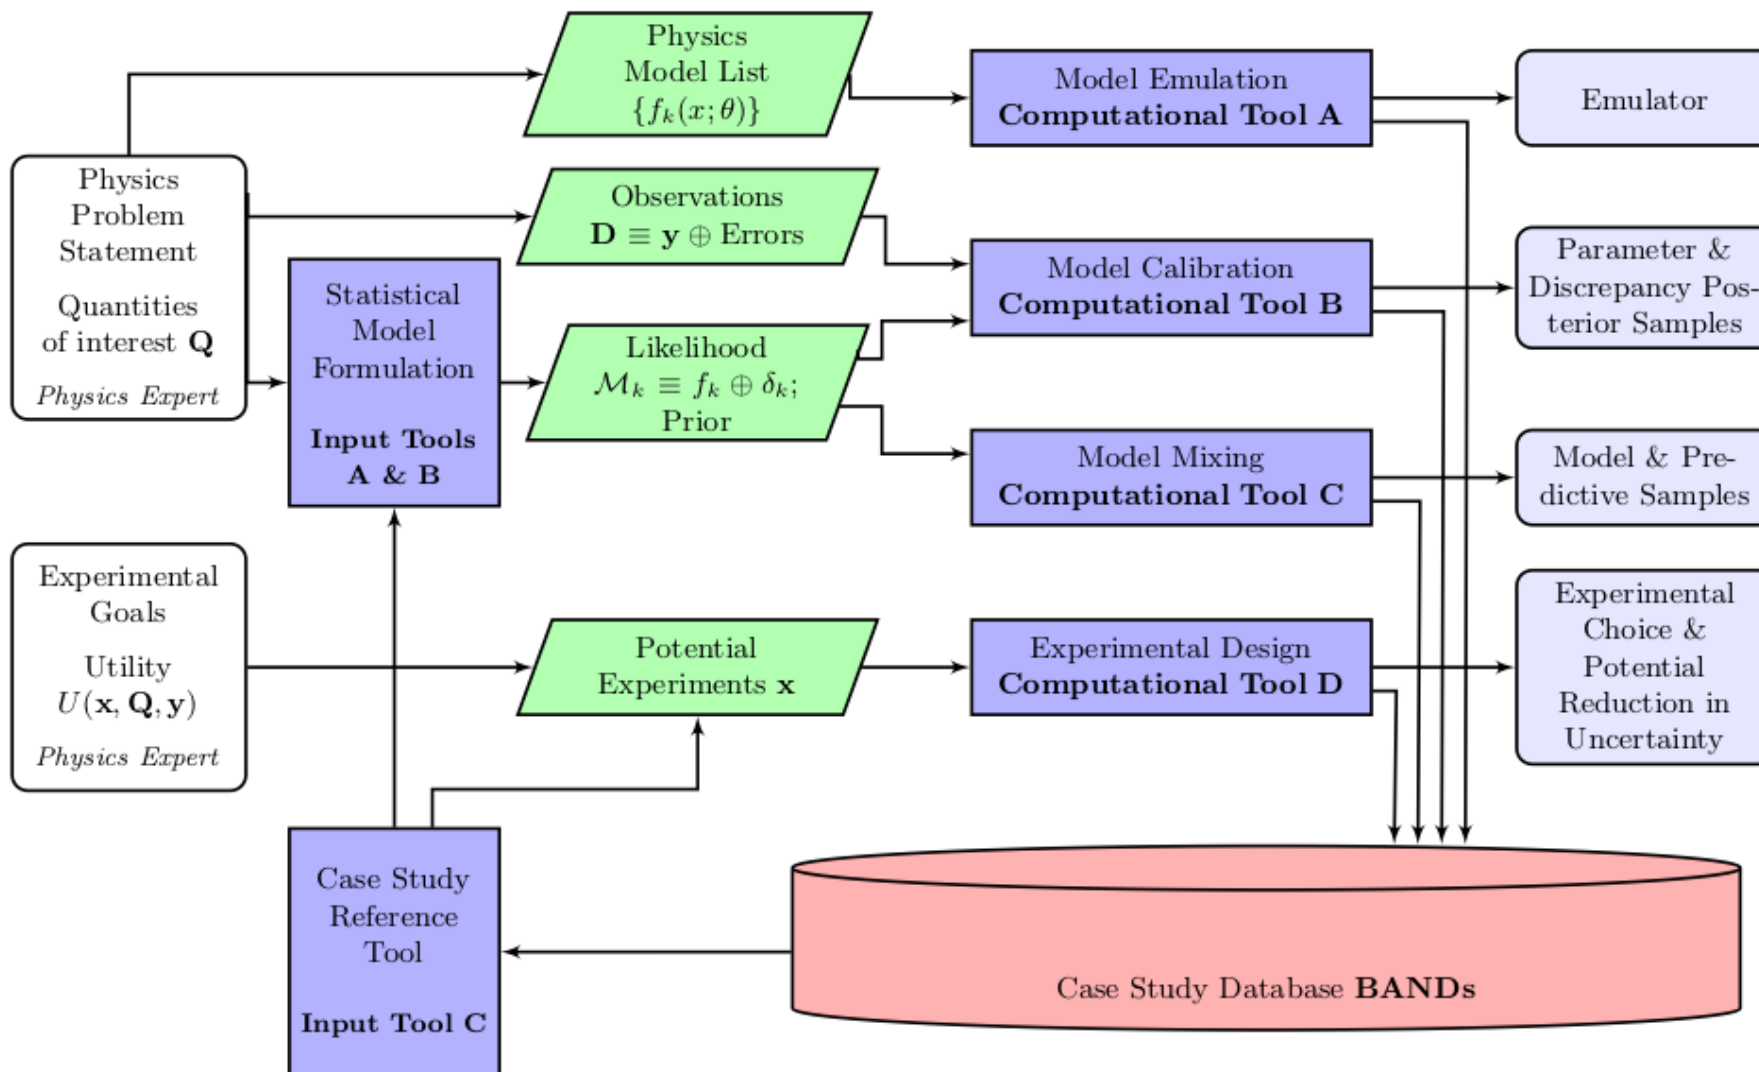 Physics
Model List
{f_k(x; θ)}
Model Emulation
Computational Tool A
Emulator
Physics
Problem
Statement
Quantities
of interest Q
Physics Expert
Observations
D ≡ y ⊕ Errors
Statistical
Model
Formulation
Input Tools
A & B
Likelihood
ℳ_k ≡ f_k ⊕ δ_k;
Prior
Model Calibration
Computational Tool B
Parameter &
Discrepancy Pos-
terior Samples
Model Mixing
Computational Tool C
Model & Pre-
dictive Samples
Experimental
Goals
Utility
U(x, Q, y)
Physics Expert
Potential
Experiments x
Experimental Design
Computational Tool D
Experimental
Choice &
Potential
Reduction in
Uncertainty
Case Study
Reference
Tool
Input Tool C
Case Study Database BANDs